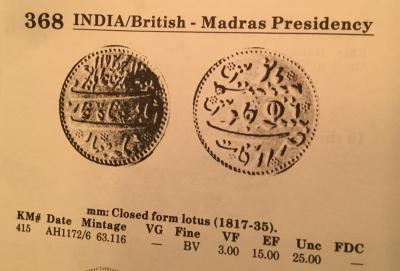 368 INDIA/British - Madras Presidency
mm: Closed form lotus (1817-35).
KM# Date Mintage VG Fine VF EF Unc FDC
415 AH1172/6 63.116 — BV 3.00 15.00 25.00 —